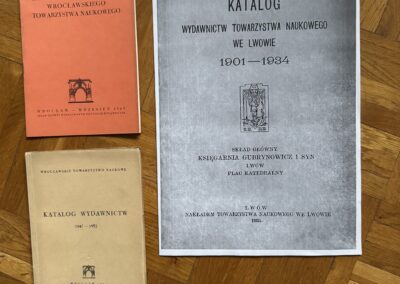 WROCŁAWSKIEGO
TOWARZYSTWA NAUKOWEGO
WROCŁAW — WRZESIEŃ
KATALOG
WYDAWNICTW TOWARZYSTWA NAUKOWEGO
WE LWOWIE
1901—1934
SKŁAD GŁÓWNY
KSIĘGARNIA GUBRYNOWICZ I SYN
LWÓW
PLAC KATEDRALNY
LWÓW
NAKŁADEM TOWARZYSTWA NAUKOWEGO WE LWOWIE
WROCŁAWSKIE TOWARZYSTWO NAUKOWE
KATALOG WYDAWNICTW